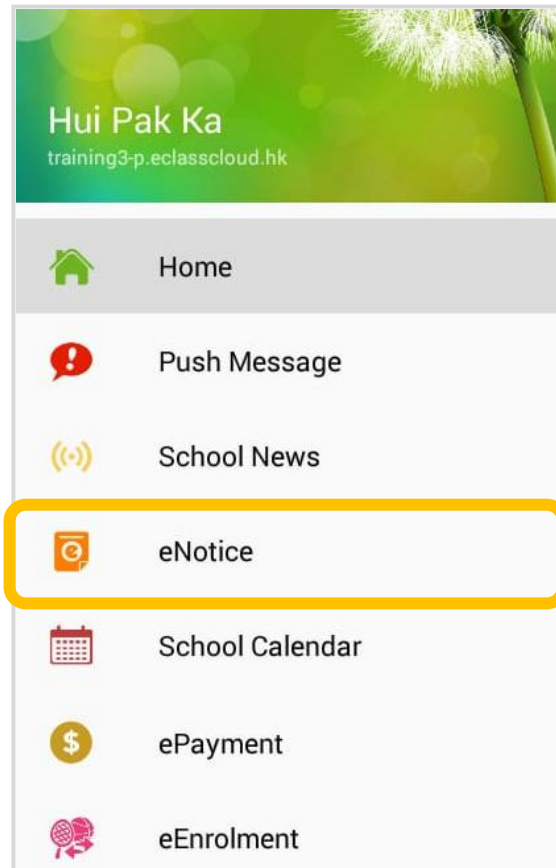 Hui Pak Ka
training3-p.eclasscloud.hk
Home
Push Message
School News
eNotice
School Calendar
ePayment
eEnrolment